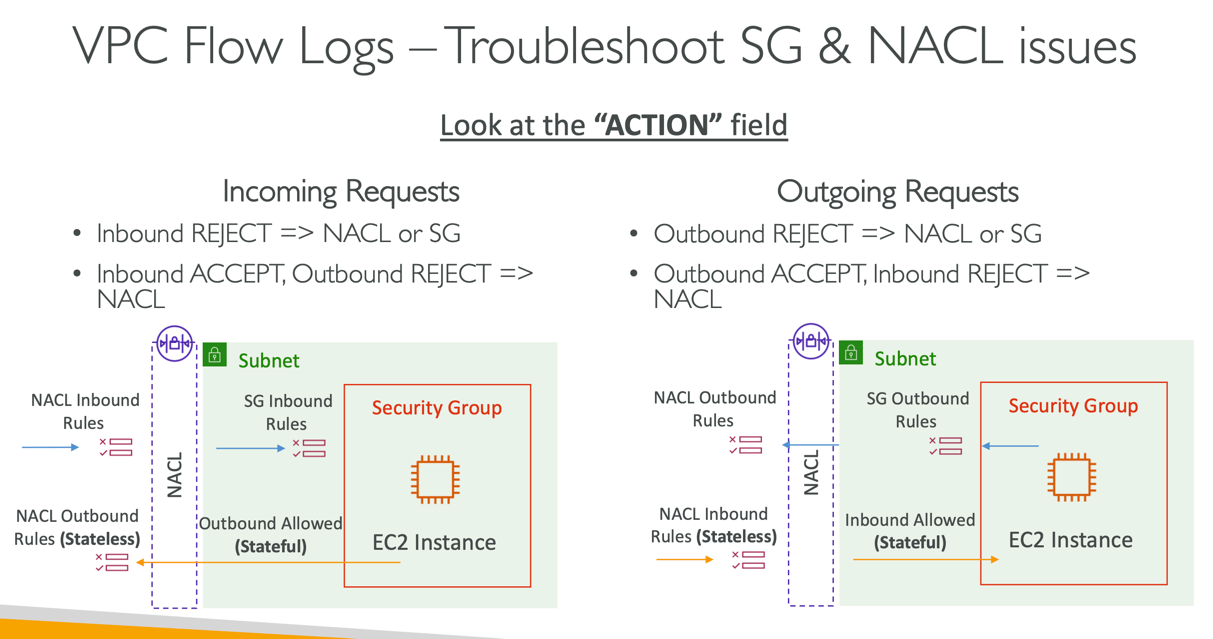 VPC Flow Logs – Troubleshoot SG & NACL issues
Look at the “ACTION” field
Incoming Requests
• Inbound REJECT => NACL or SG
• Inbound ACCEPT, Outbound REJECT =>
NACL
Outgoing Requests
• Outbound REJECT => NACL or SG
• Outbound ACCEPT, Inbound REJECT =>
NACL
Subnet
NACL Inbound
Rules
SG Inbound
Rules
Security Group
NACL
NACL Outbound
Rules (Stateless)
Outbound Allowed
(Stateful)
EC2 Instance
Subnet
NACL Outbound
Rules
SG Outbound
Rules
Security Group
NACL
NACL Inbound
Rules (Stateless)
Inbound Allowed
(Stateful)
EC2 Instance